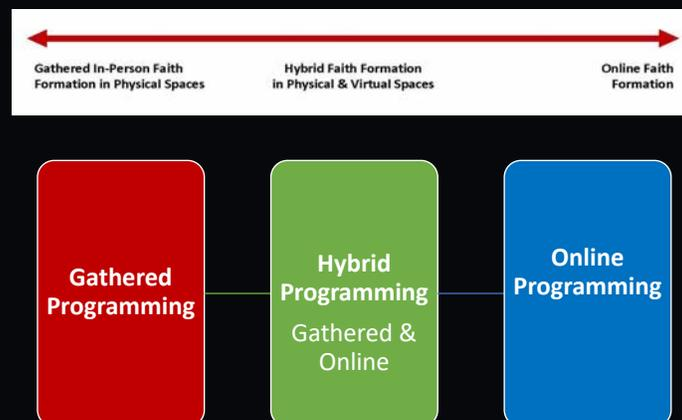 Gathered In-Person Faith
Formation in Physical Spaces
Hybrid Faith Formation
in Physical & Virtual Spaces
Online Faith
Formation
Gathered
Programming
Hybrid
Programming
Gathered &
Online
Online
Programming